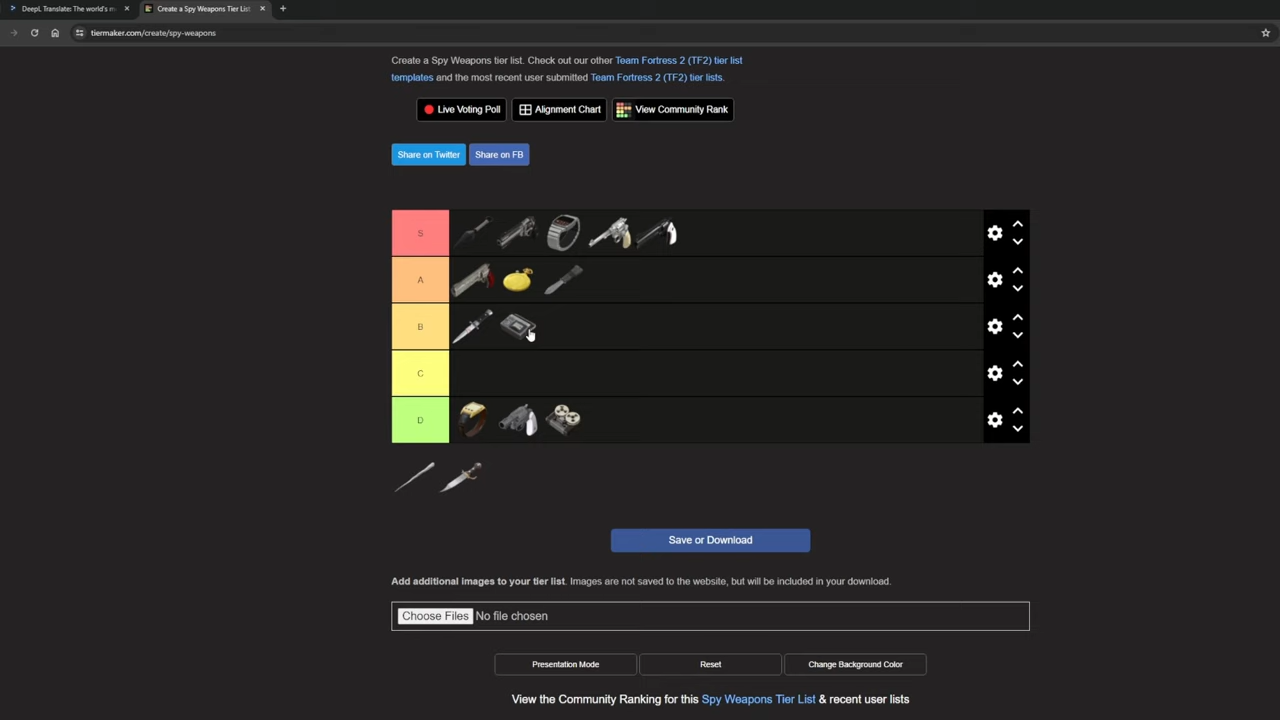 DeepL Translate: The world's m
Create a Spy Weapons Tier List
tiermaker.com/create/spy-weapons
Create a Spy Weapons tier list. Check out our other Team Fortress 2 (TF2) tier list
templates and the most recent user submitted Team Fortress 2 (TF2) tier lists.
Live Voting Poll
Alignment Chart
View Community Rank
Share on Twitter
Share on FB
S
A
B
C
D
Save or Download
Add additional images to your tier list. Images are not saved to the website, but will be included in your download.
Choose Files No file chosen
Presentation Mode
Reset
Change Background Color
View the Community Ranking for this Spy Weapons Tier List & recent user lists